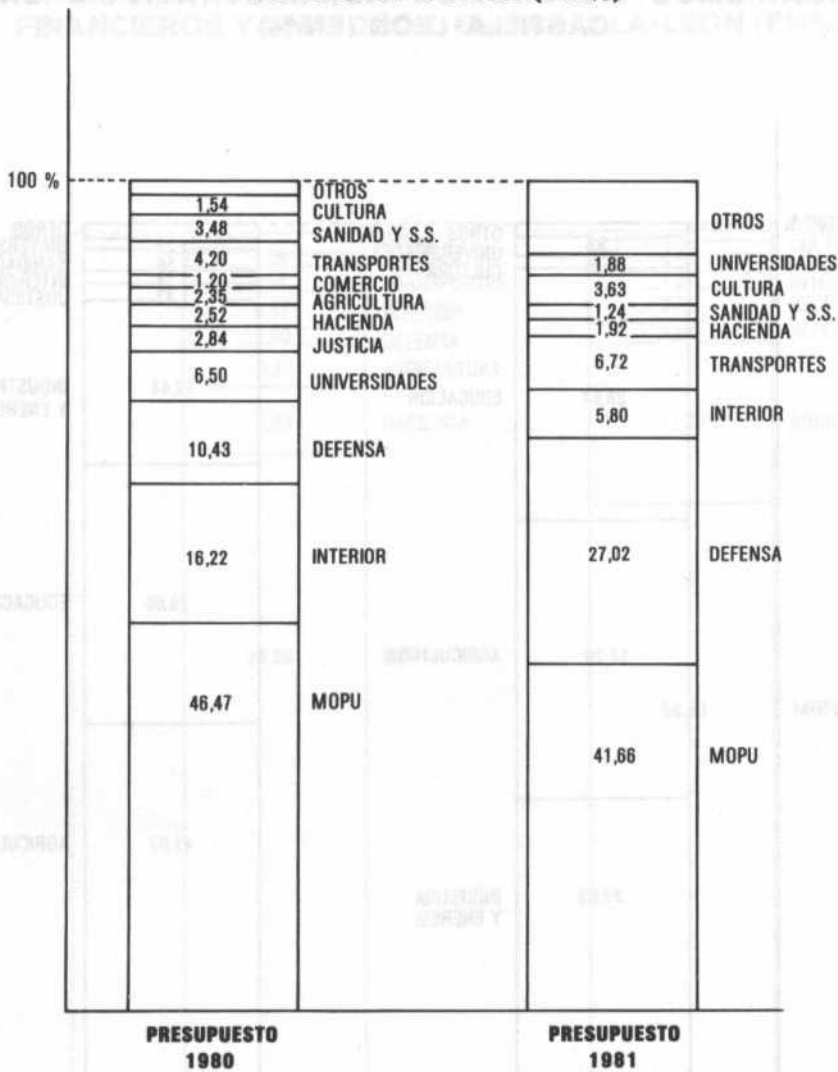 100 %
OTROS
1,54 CULTURA
3,48 SANIDAD Y S.S.
4,20 TRANSPORTES
1,20 COMERCIO
2,35 AGRICULTURA
2,52 HACIENDA
2,84 JUSTICIA
6,50 UNIVERSIDADES
10,43 DEFENSA
16,22 INTERIOR
46,47 MOPU
PRESUPUESTO
1980
OTROS
1,88 UNIVERSIDADES
3,63 CULTURA
1,24 SANIDAD Y S.S.
1,92 HACIENDA
6,72 TRANSPORTES
5,80 INTERIOR
27,02 DEFENSA
41,66 MOPU
PRESUPUESTO
1981